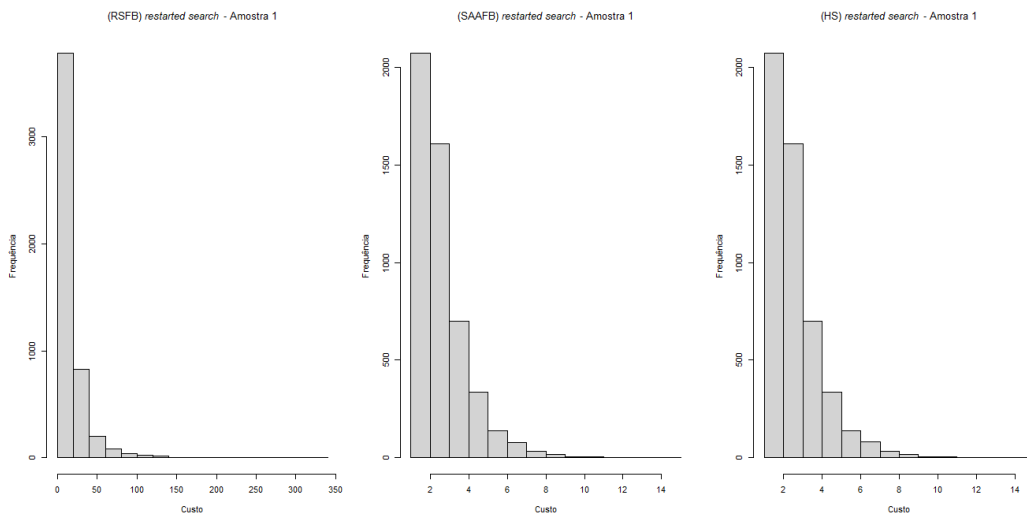 (RSFB) restarted search - Amostra 1
Frequência
0 1000 2000 3000
0 50 100 150 200 250 300 350
Custo
(SAAFB) restarted search - Amostra 1
Frequência
0 500 1000 1500 2000
2 4 6 8 10 12 14
Custo
(HS) restarted search - Amostra 1
Frequência
0 500 1000 1500 2000
2 4 6 8 10 12 14
Custo